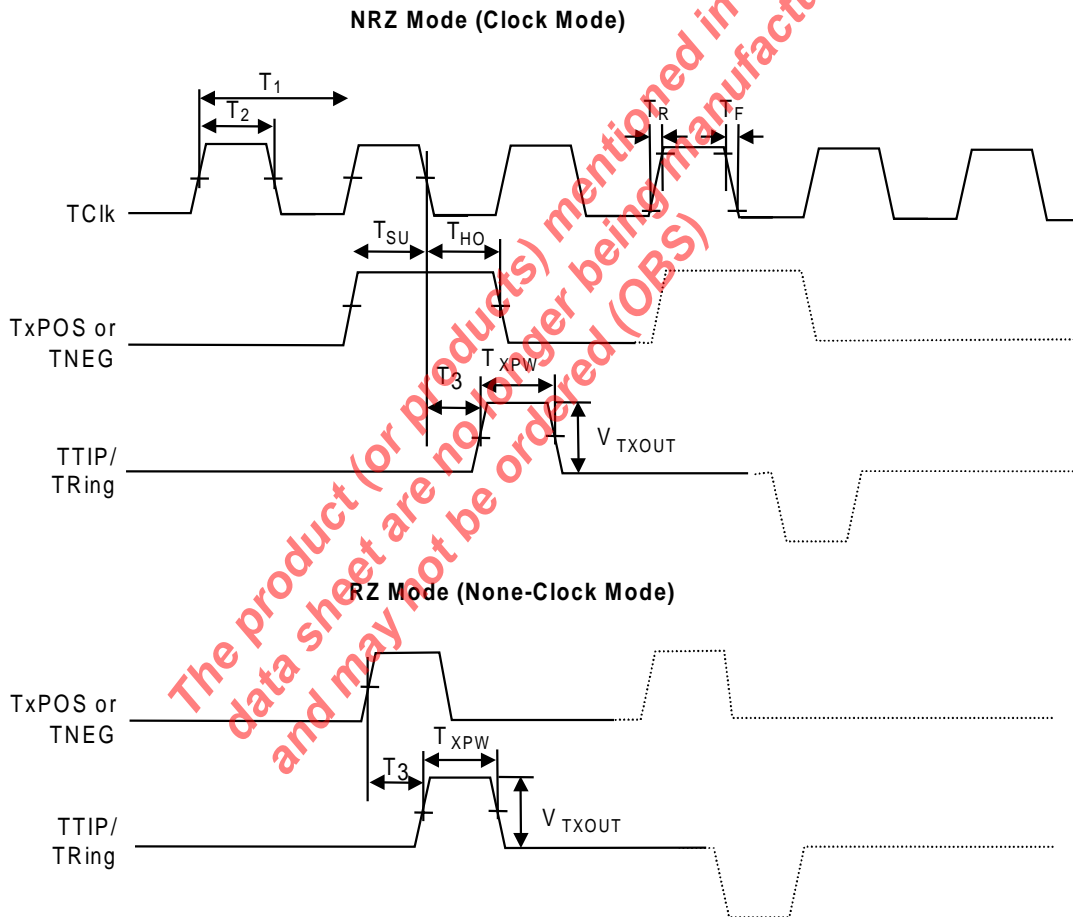 NRZ Mode (Clock Mode)
T1
T2
TR
TF
TClk
TSU
THO
TxPOS or
TNEG
T3
TXPW
VTXOUT
TTIP/
TRing
The product (or products) mentioned in
data sheet are no longer being manufactu
and may not be ordered (OBS)
RZ Mode (None-Clock Mode)
TxPOS or
TNEG
T3
TXPW
VTXOUT
TTIP/
TRing